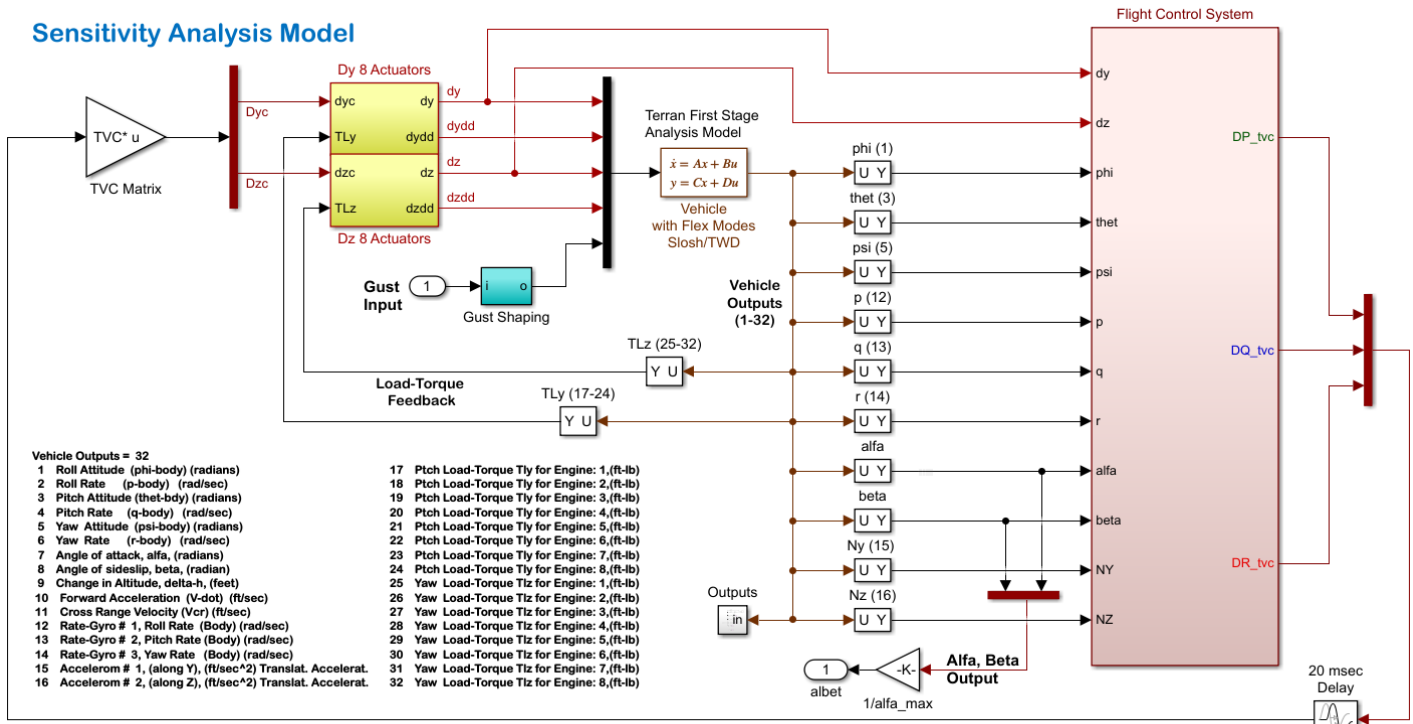 Sensitivity Analysis Model
Flight Control System
Dy 8 Actuators
dyc
dy
TLy
dydd
dzc
dz
TLz
dzdd
Dz 8 Actuators
TVC* u
TVC Matrix
Dyc
Dzc
dy
dydd
dz
dzdd
Terran First Stage
Analysis Model
ẋ = Ax + Bu
y = Cx + Du
Vehicle
with Flex Modes
Slosh/TWD
Gust
Input
1
i
o
Gust Shaping
Vehicle
Outputs
(1-32)
phi (1)
U Y
thet (3)
U Y
psi (5)
U Y
p (12)
U Y
q (13)
U Y
r (14)
U Y
alfa
U Y
beta
U Y
Ny (15)
U Y
Nz (16)
U Y
dy
dz
phi
thet
psi
p
q
r
alfa
beta
NY
NZ
DP_tvc
DQ_tvc
DR_tvc
TLz (25-32)
Y U
TLy (17-24)
Y U
Load-Torque
Feedback
Outputs
in
Alfa, Beta
Output
1
albet
-K-
1/alfa_max
20 msec
Delay
Vehicle Outputs = 32
1 Roll Attitude (phi-body) (radians)
2 Roll Rate (p-body) (rad/sec)
3 Pitch Attitude (thet-bdy) (radians)
4 Pitch Rate (q-body) (rad/sec)
5 Yaw Attitude (psi-body) (radians)
6 Yaw Rate (r-body) (rad/sec)
7 Angle of attack, alfa, (radians)
8 Angle of sideslip, beta, (radian)
9 Change in Altitude, delta-h, (feet)
10 Forward Acceleration (V-dot) (ft/sec)
11 Cross Range Velocity (Vcr) (ft/sec)
12 Rate-Gyro # 1, Roll Rate (Body) (rad/sec)
13 Rate-Gyro # 2, Pitch Rate (Body) (rad/sec)
14 Rate-Gyro # 3, Yaw Rate (Body) (rad/sec)
15 Accelerom # 1, (along Y), (ft/sec^2) Translat. Accelerat.
16 Accelerom # 2, (along Z), (ft/sec^2) Translat. Accelerat.
17 Ptch Load-Torque Tly for Engine: 1,(ft-lb)
18 Ptch Load-Torque Tly for Engine: 2,(ft-lb)
19 Ptch Load-Torque Tly for Engine: 3,(ft-lb)
20 Ptch Load-Torque Tly for Engine: 4,(ft-lb)
21 Ptch Load-Torque Tly for Engine: 5,(ft-lb)
22 Ptch Load-Torque Tly for Engine: 6,(ft-lb)
23 Ptch Load-Torque Tly for Engine: 7,(ft-lb)
24 Ptch Load-Torque Tly for Engine: 8,(ft-lb)
25 Yaw Load-Torque Tlz for Engine: 1,(ft-lb)
26 Yaw Load-Torque Tlz for Engine: 2,(ft-lb)
27 Yaw Load-Torque Tlz for Engine: 3,(ft-lb)
28 Yaw Load-Torque Tlz for Engine: 4,(ft-lb)
29 Yaw Load-Torque Tlz for Engine: 5,(ft-lb)
30 Yaw Load-Torque Tlz for Engine: 6,(ft-lb)
31 Yaw Load-Torque Tlz for Engine: 7,(ft-lb)
32 Yaw Load-Torque Tlz for Engine: 8,(ft-lb)